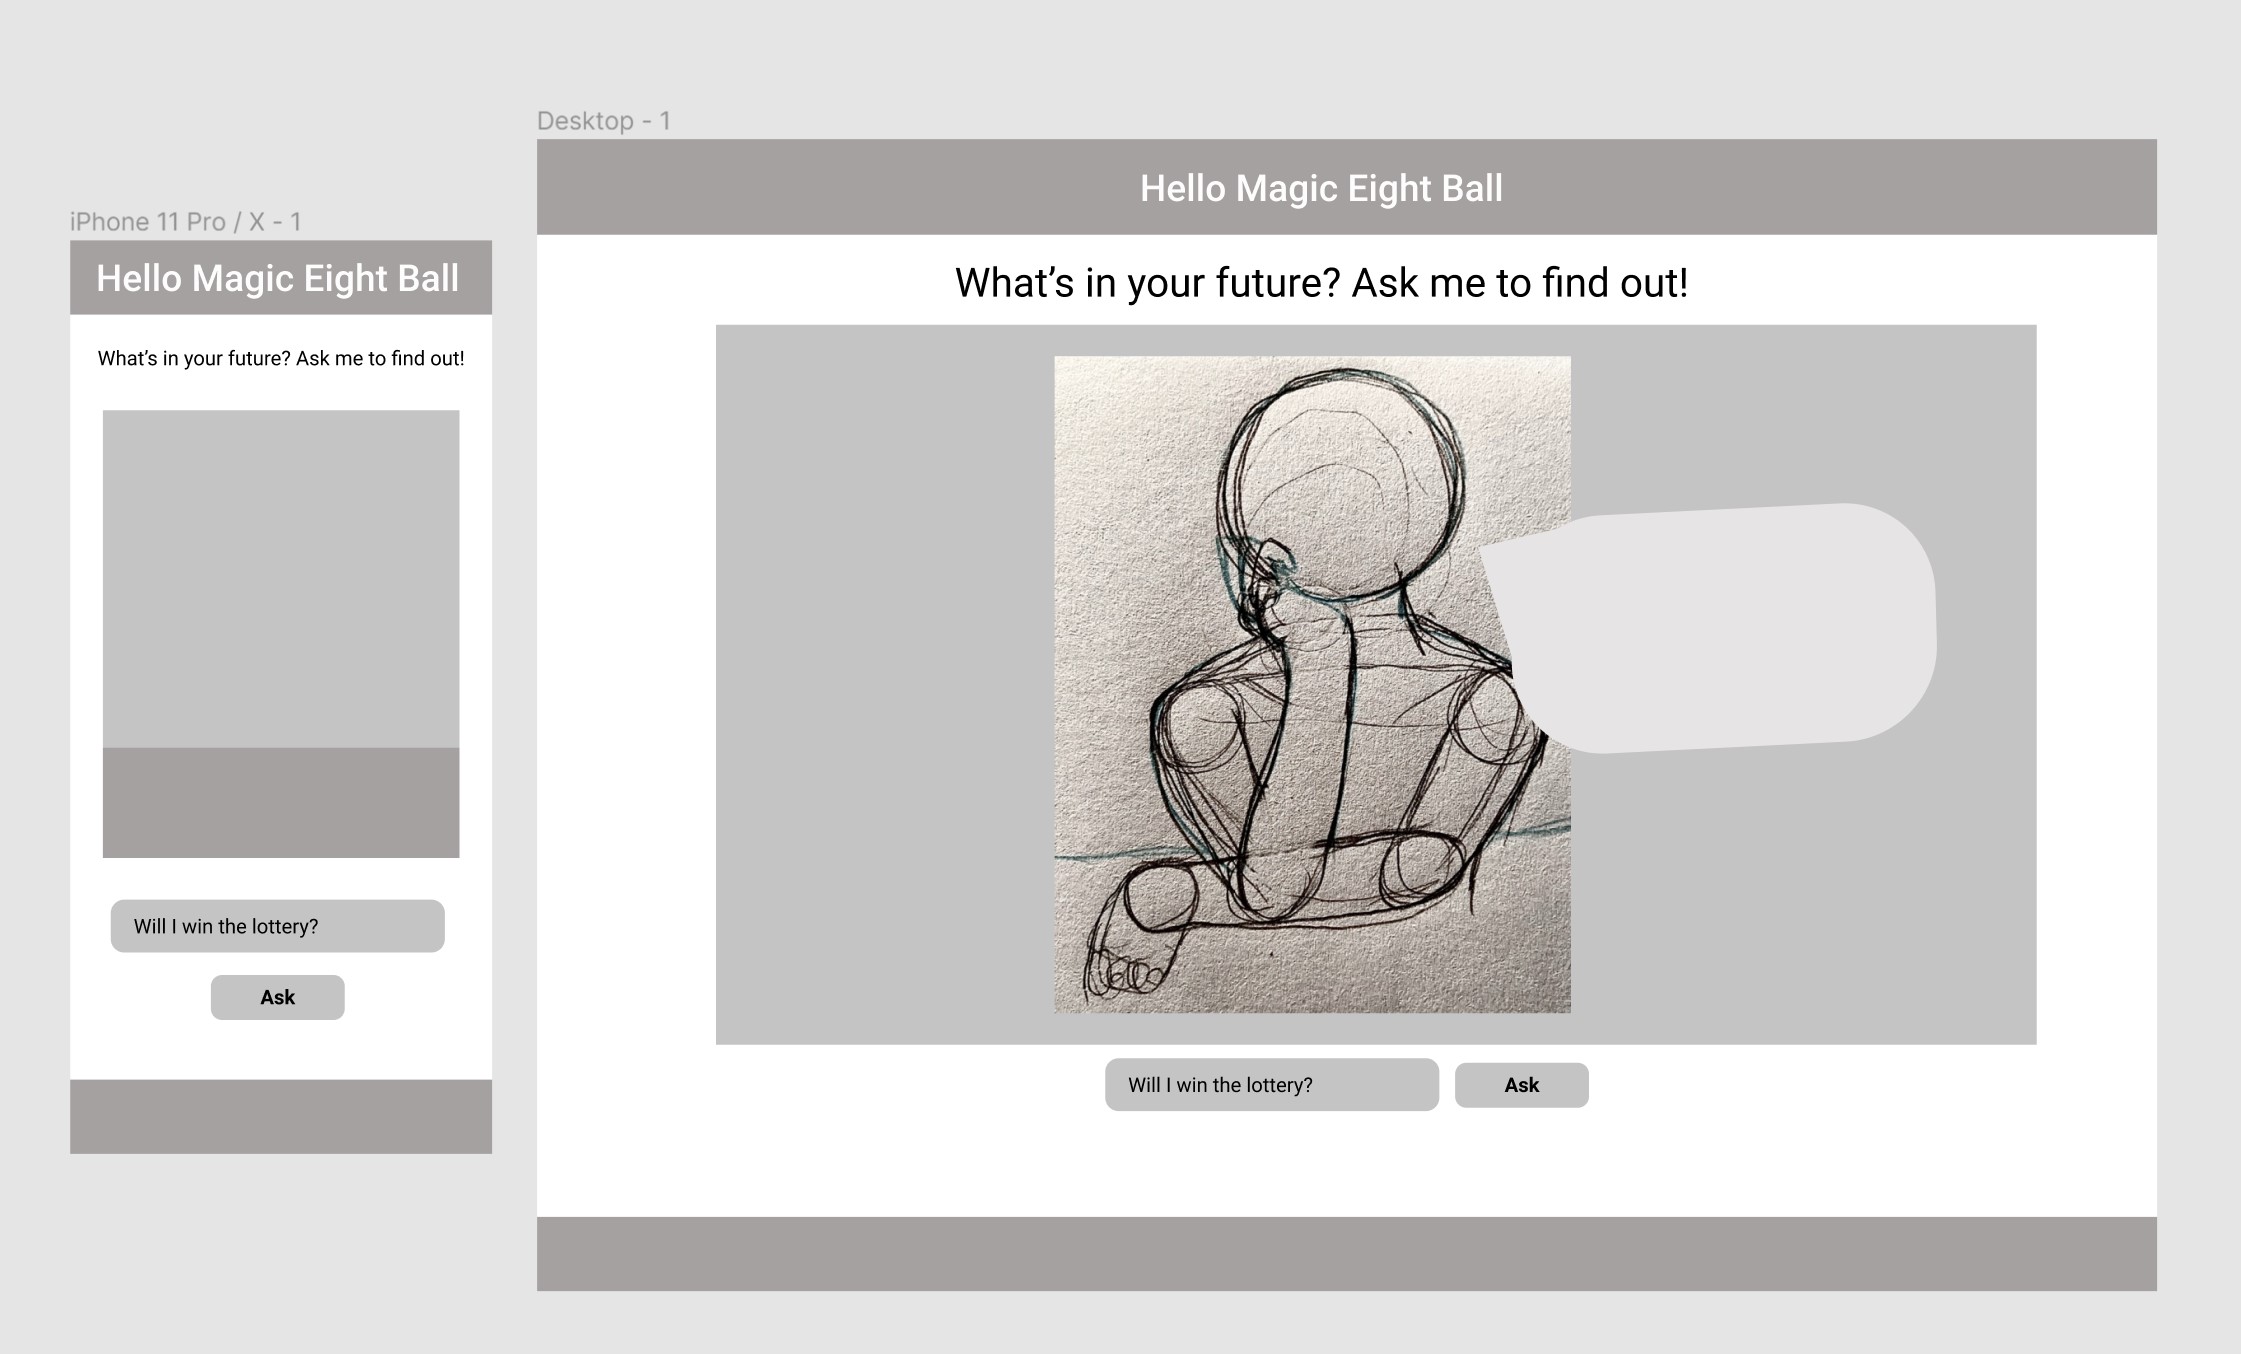 Desktop - 1
Hello Magic Eight Ball
What’s in your future? Ask me to find out!
Will I win the lottery?
Ask
iPhone 11 Pro / X - 1
Hello Magic Eight Ball
What’s in your future? Ask me to find out!
Will I win the lottery?
Ask